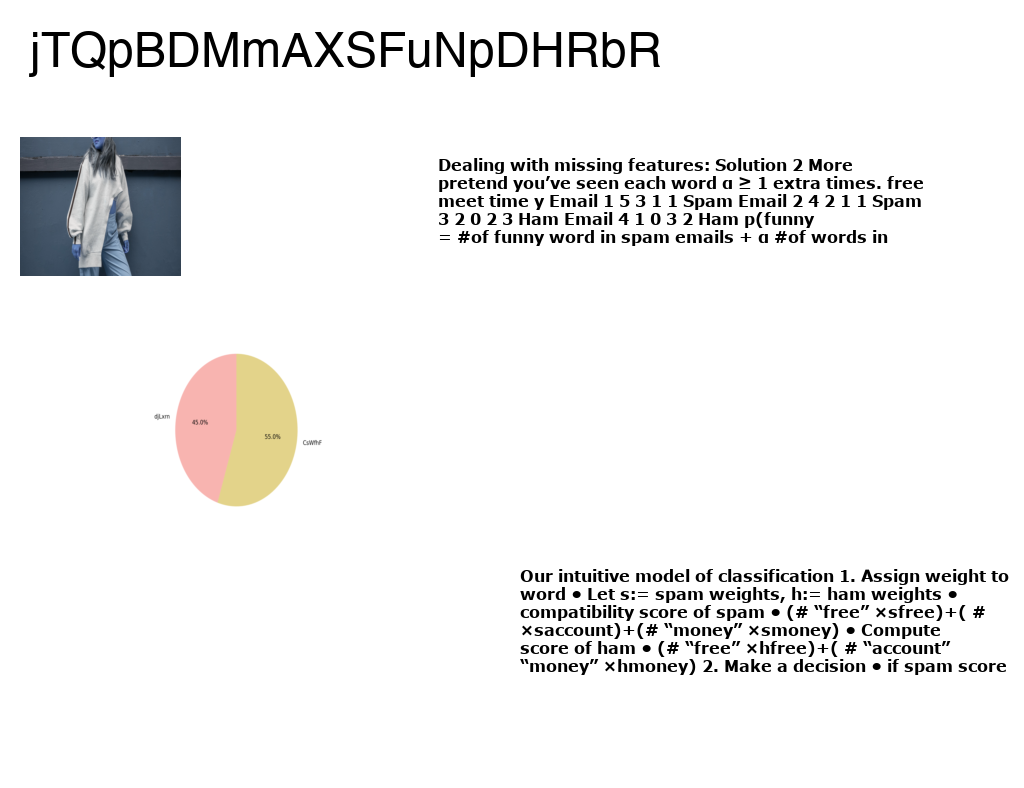 jTQpBDMmAXSFuNpDHRbR
Dealing with missing features: Solution 2 More
pretend you’ve seen each word ɑ ≥ 1 extra times. free
meet time y Email 1 5 3 1 1 Spam Email 2 4 2 1 1 Spam
3 2 0 2 3 Ham Email 4 1 0 3 2 Ham p(funny
= #of funny word in spam emails + ɑ #of words in
djLxm
45.0%
55.0%
CsWfhF
Our intuitive model of classification 1. Assign weight to
word ● Let s:= spam weights, h:= ham weights ●
compatibility score of spam ● (# “free” ×sfree)+( #
×saccount)+(# “money” ×smoney) ● Compute
score of ham ● (# “free” ×hfree)+( # “account”
“money” ×hmoney) 2. Make a decision ● if spam score